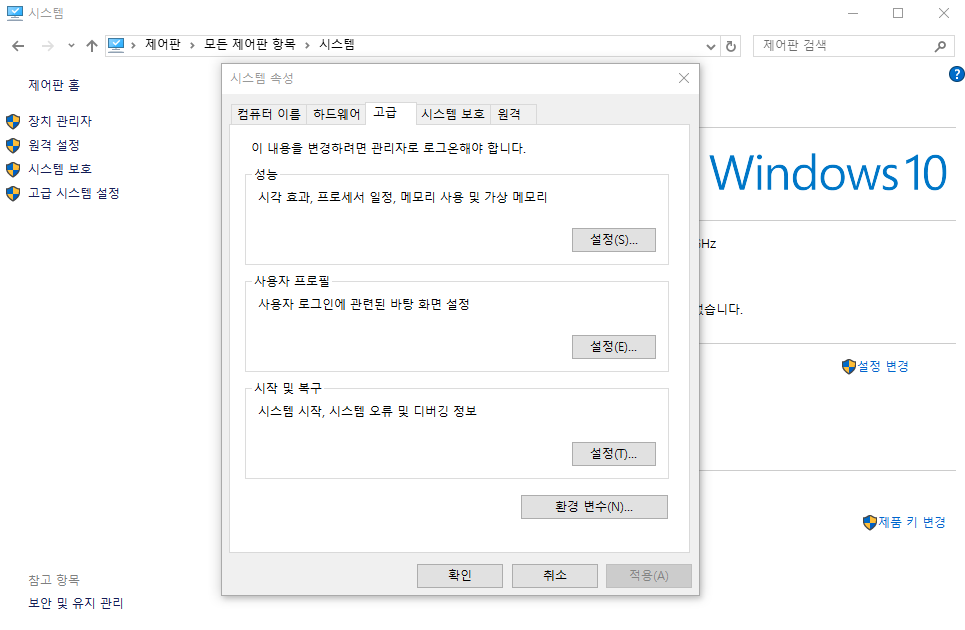 시스템
제어판 > 모든 제어판 항목 > 시스템
제어판 검색
제어판 홈
장치 관리자
원격 설정
시스템 보호
고급 시스템 설정
참고 항목
보안 및 유지 관리
시스템 속성
컴퓨터 이름 하드웨어 고급 시스템 보호 원격
이 내용을 변경하려면 관리자로 로그온해야 합니다.
성능
시각 효과, 프로세서 일정, 메모리 사용 및 가상 메모리
설정(S)...
사용자 프로필
사용자 로그인에 관련된 바탕 화면 설정
설정(E)...
시작 및 복구
시스템 시작, 시스템 오류 및 디버깅 정보
설정(T)...
환경 변수(N)...
확인 취소 적용(A)
?
Windows 10
Hz
습니다.
설정 변경
제품 키 변경